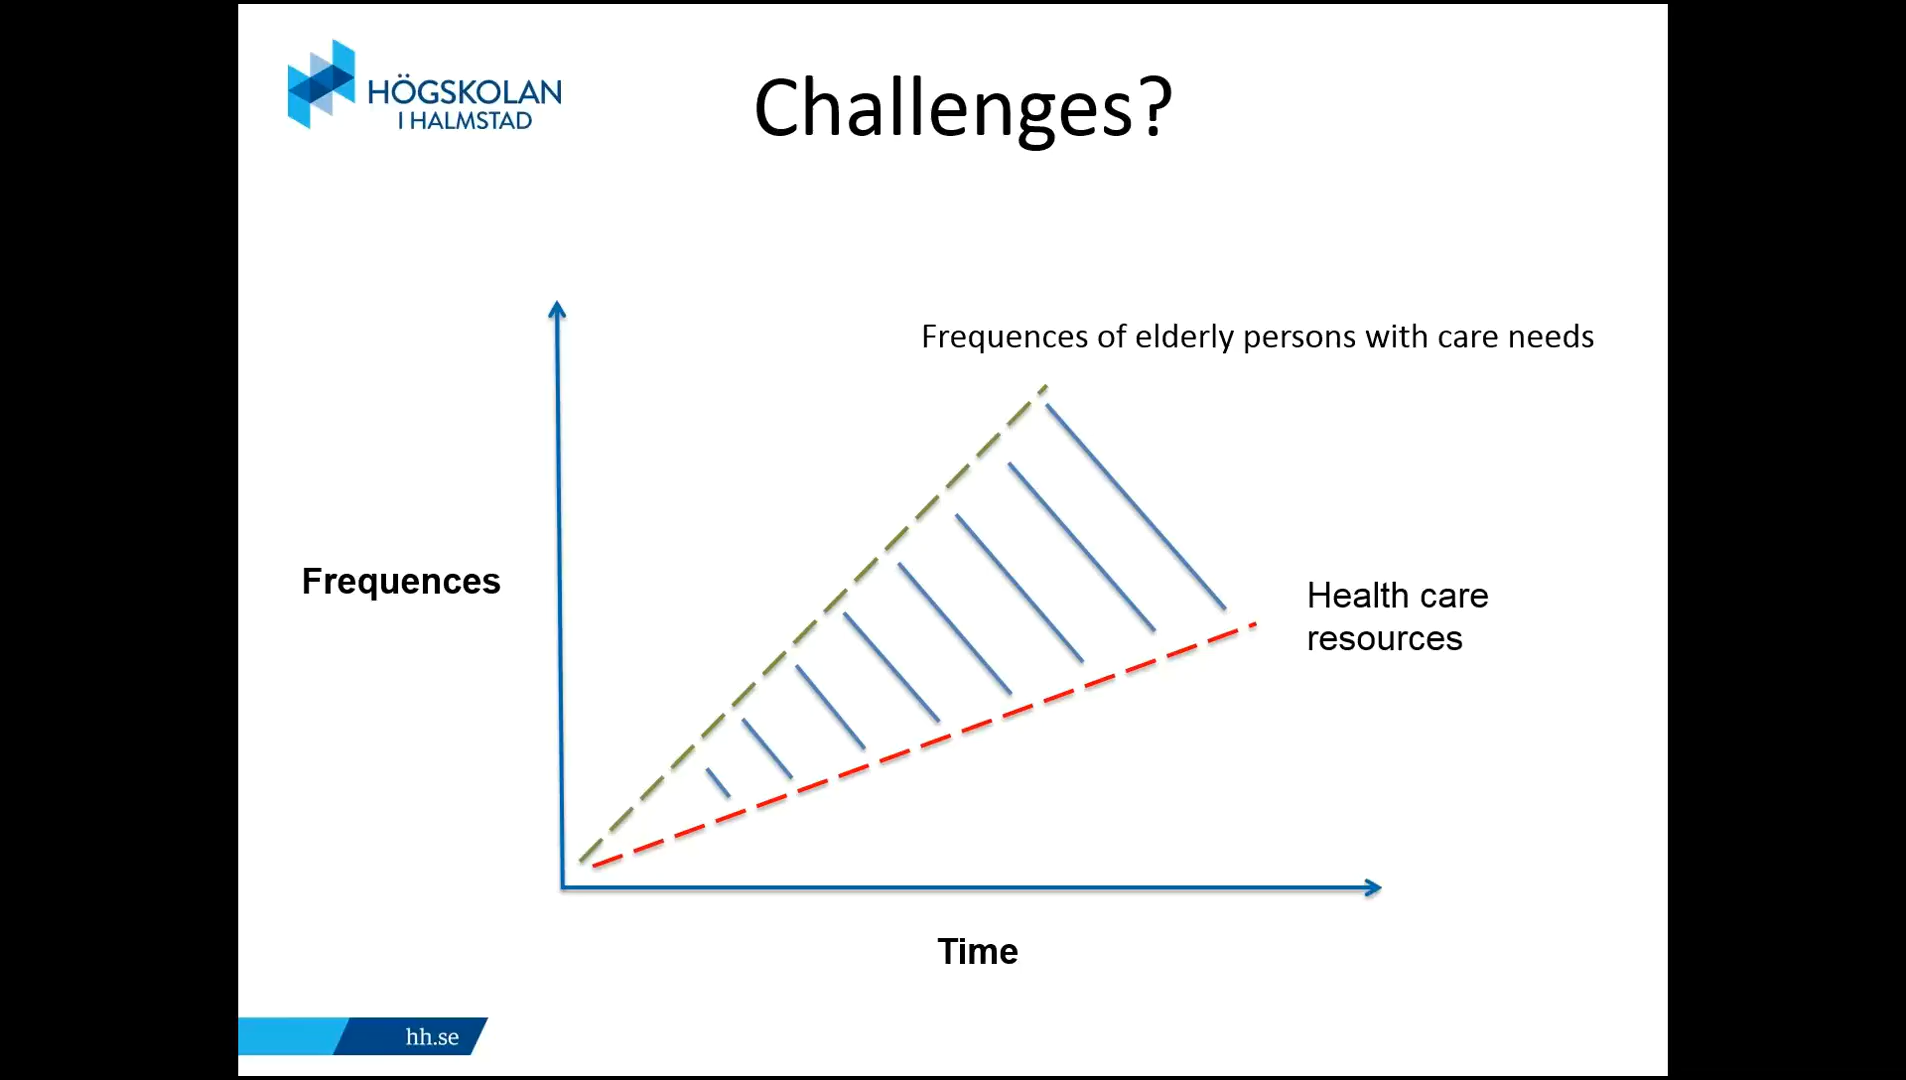 HÖGSKOLAN
I HALMSTAD
Challenges?
Frequences of elderly persons with care needs
Frequences
Health care
resources
Time
hh.se